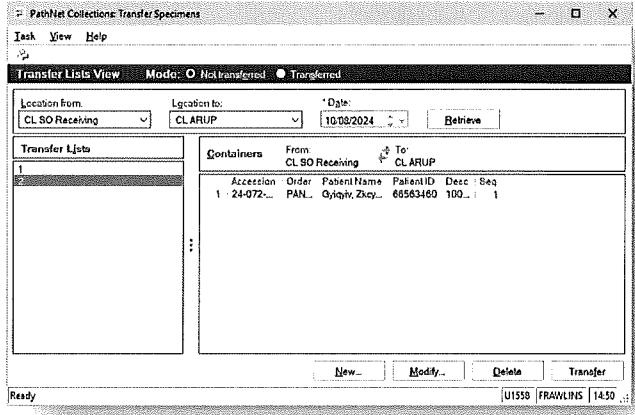 PathNet Collections: Transfer Specimens
Task View Help
Transfer Lists View Mode: Not transferred Transferred
Location from: Location to: * Date:
CL SO Receiving CL ARUP 10/08/2024 Retrieve
Transfer Lists
1
2
Containers From: CL SO Receiving To: CL ARUP
Accession Order Patient Name Patient ID Desc Seq
1 24-072-... PAN... Gyiqyiv, Zkcy... 66563460 100... 1
New... Modify... Delete Transfer
Ready U1558 FRAWLINS 14:50